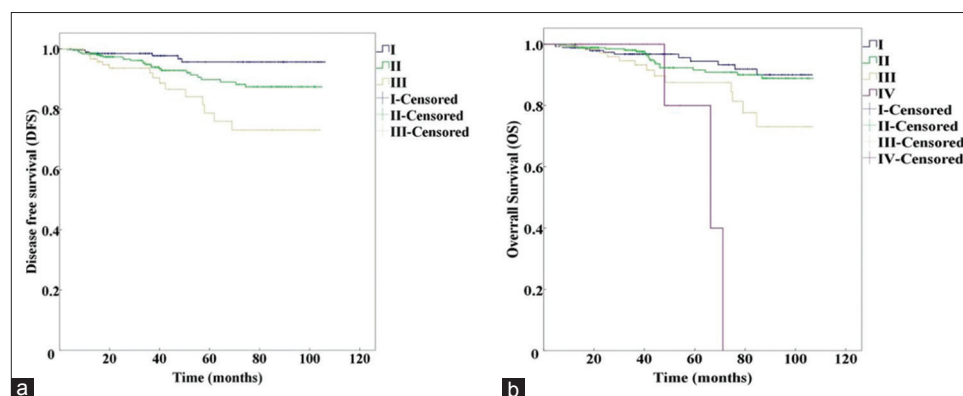 Disease free survival (DFS)
1.0
0.8
0.6
0.4
0.2
0
20 40 60 80 100 120
Time (months)
I
II
III
I-Censored
II-Censored
III-Censored
a
Overrall Survival (OS)
1.0
0.8
0.6
0.4
0.2
0
20 40 60 80 100 120
Time (months)
I
II
III
IV
I-Censored
II-Censored
III-Censored
IV-Censored
b